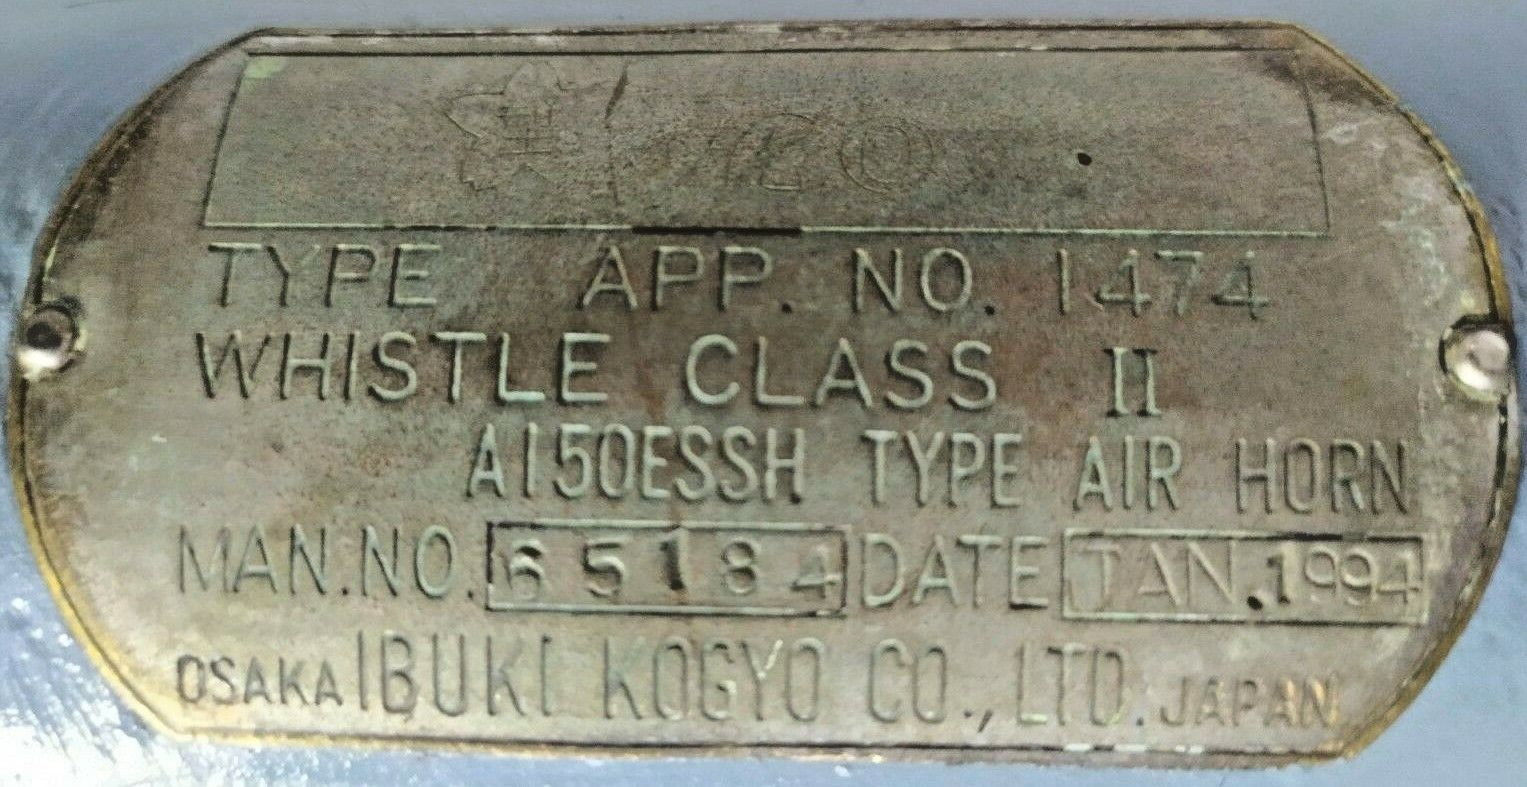 TYPE APP. NO. 1474
WHISTLE CLASS II
A150ESSH TYPE AIR HORN
MAN.NO. 65184 DATE JAN.1994
OSAKA IBUKI KOGYO CO., LTD. JAPAN